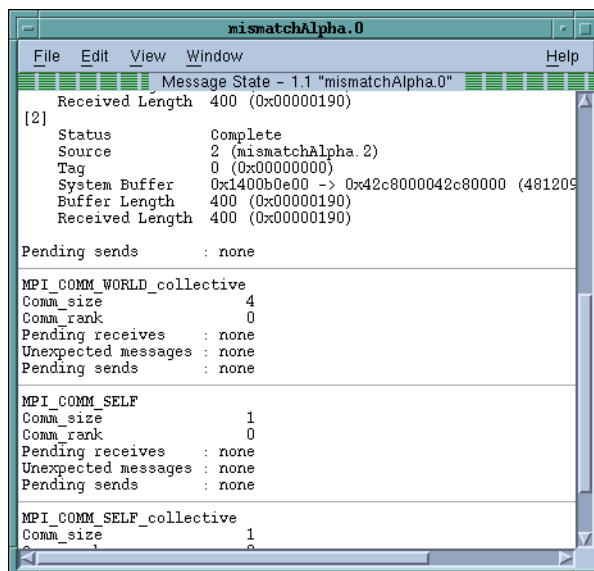 mismatchAlpha.0
File Edit View Window Help
Message State - 1.1 "mismatchAlpha.0"
Received Length 400 (0x00000190)
[2]
Status Complete
Source 2 (mismatchAlpha.2)
Tag 0 (0x00000000)
System Buffer 0x1400b0e00 -> 0x42c8000042c80000 (481209
Buffer Length 400 (0x00000190)
Received Length 400 (0x00000190)
Pending sends : none
MPI_COMM_WORLD_collective
Comm_size 4
Comm_rank 0
Pending receives : none
Unexpected messages : none
Pending sends : none
MPI_COMM_SELF
Comm_size 1
Comm_rank 0
Pending receives : none
Unexpected messages : none
Pending sends : none
MPI_COMM_SELF_collective
Comm_size 1